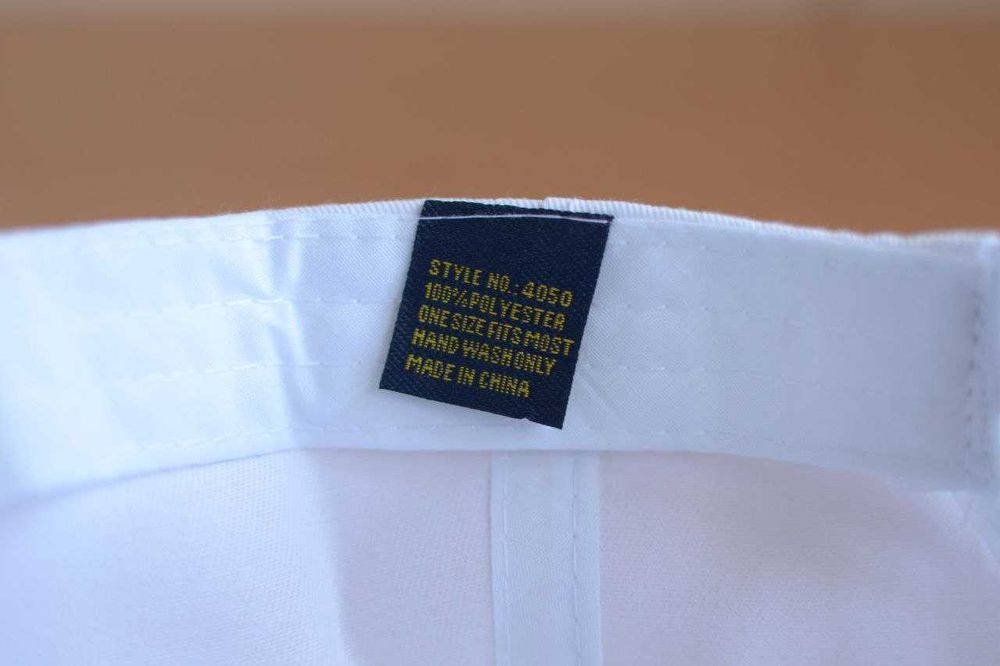 STYLE NO.: 4050
100% POLYESTER
ONE SIZE FITS MOST
HAND WASH ONLY
MADE IN CHINA